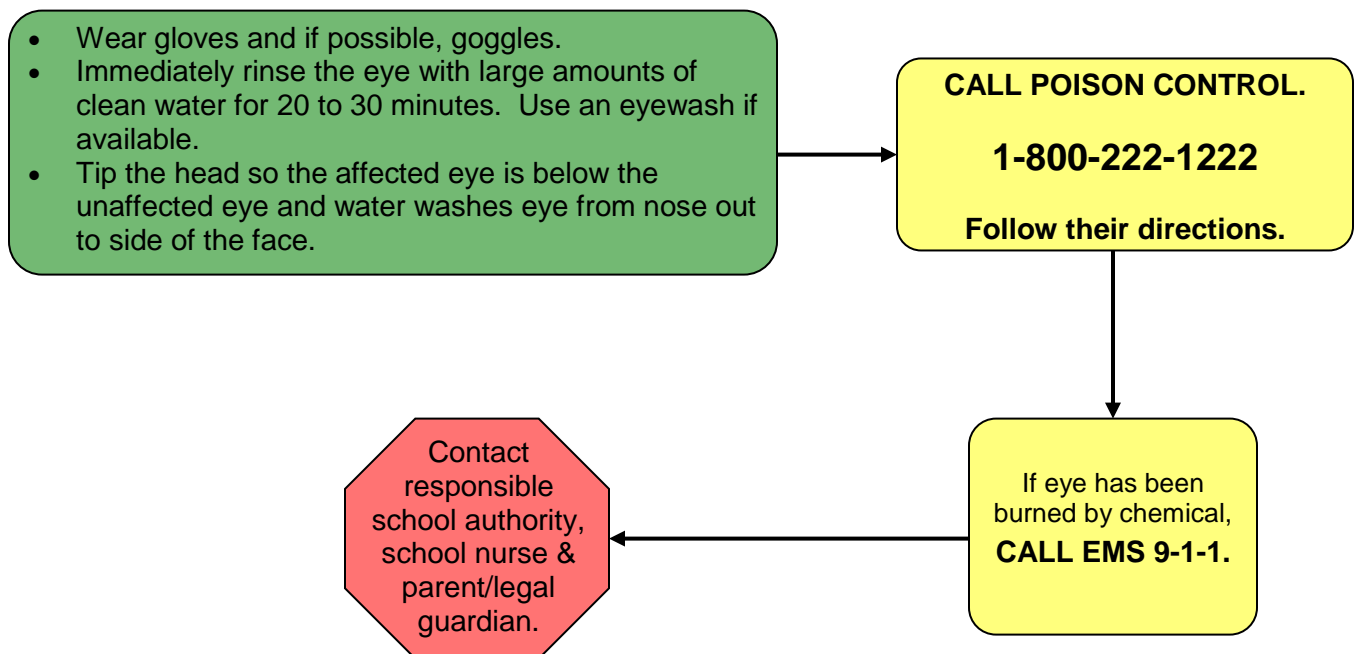 • Wear gloves and if possible, goggles.
• Immediately rinse the eye with large amounts of
clean water for 20 to 30 minutes.  Use an eyewash if
available.
• Tip the head so the affected eye is below the
unaffected eye and water washes eye from nose out
to side of the face.
CALL POISON CONTROL.
1-800-222-1222
Follow their directions.
If eye has been
burned by chemical,
CALL EMS 9-1-1.
Contact
responsible
school authority,
school nurse &
parent/legal
guardian.